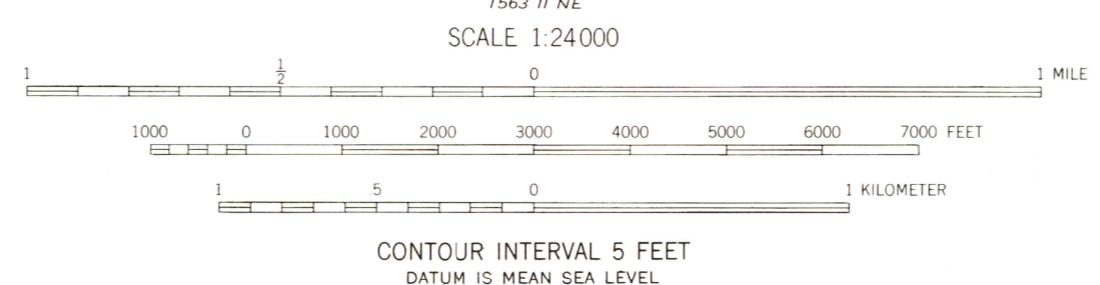 1563 II NE
SCALE 1:24000
1 1/2 0 1 MILE
1000 0 1000 2000 3000 4000 5000 6000 7000 FEET
1 .5 0 1 KILOMETER
CONTOUR INTERVAL 5 FEET
DATUM IS MEAN SEA LEVEL